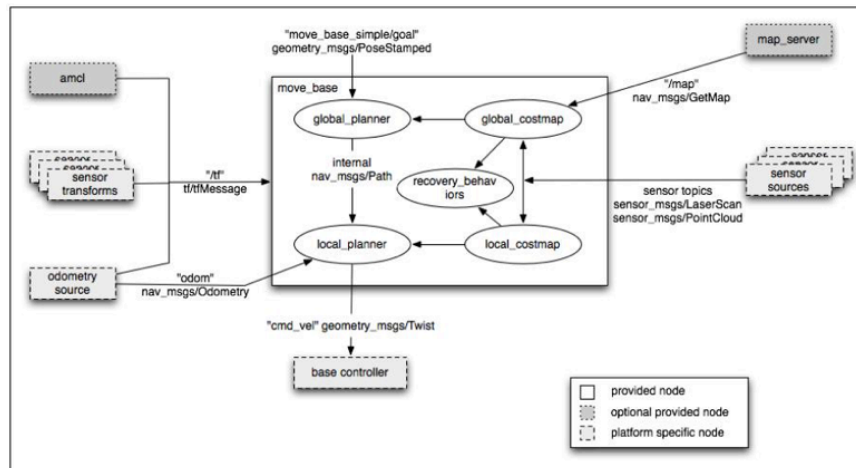 "move_base_simple/goal"
geometry_msgs/PoseStamped
map_server
amcl
move_base
"/map"
nav_msgs/GetMap
global_planner
global_costmap
sensor
transforms
"/tf"
tf/tfMessage
internal
nav_msgs/Path
recovery_behav
iors
sensor
sources
sensor topics
sensor_msgs/LaserScan
sensor_msgs/PointCloud
local_planner
local_costmap
odometry
source
"odom"
nav_msgs/Odometry
"cmd_vel" geometry_msgs/Twist
base controller
provided node
optional provided node
platform specific node